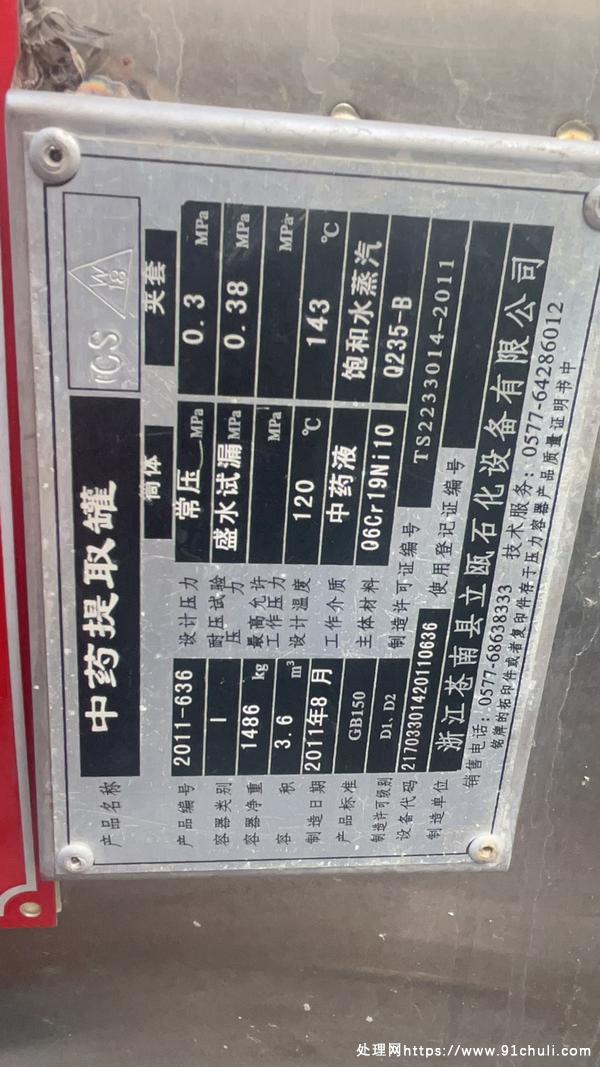 产品名称 中药提取罐 CS W 18
筒体 夹套
产品编号 2011-636 设计压力 常压 MPa 0.3 MPa
容器类别 I 耐压试验压力 盛水试漏 MPa 0.38 MPa
容器净重 1486 kg 最高允许工作压力 MPa MPa
容 积 3.6 m³ 设计温度 120 ℃ 143 ℃
制造日期 2011年8月 工作介质 中药液 饱和水蒸汽
产品标准 GB150 主体材料 06Cr19Ni10 Q235-B
制造许可级别 D1、D2 制造许可证编号 TS2233014-2011
设备代码 21703301420110636 使用登记证编号
制造单位 浙江苍南县立瓯石化设备有限公司
销售电话：0577-68638333 技术服务：0577-64286012
铭牌的拓印件或者复印件存于压力容器产品质量证明书中
处理网https://www.91chuli.com/